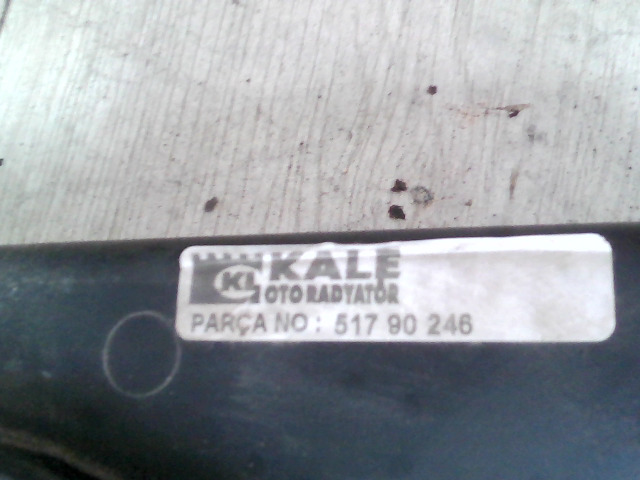 KALE
KL
OTO RADYATÖR
PARÇA NO: 517 90 246